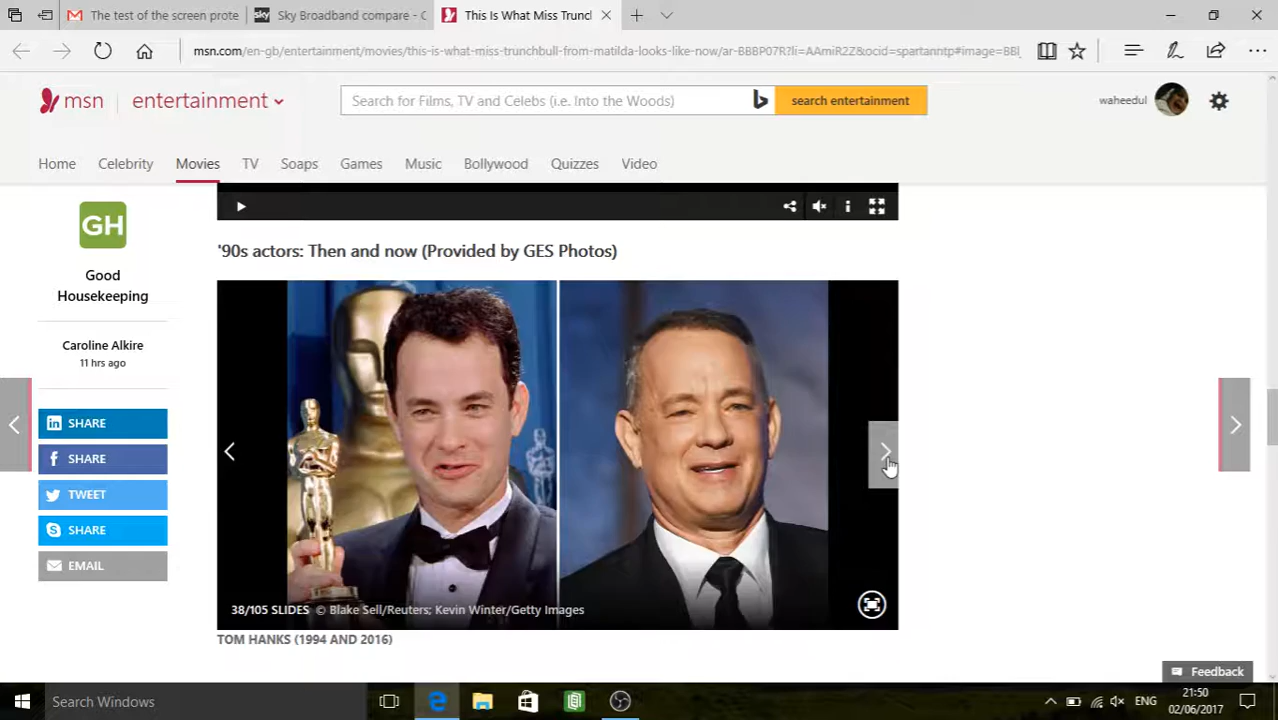 The test of the screen prote
Sky Broadband compare - C
This Is What Miss Trunch
msn.com/en-gb/entertainment/movies/this-is-what-miss-trunchbull-from-matilda-looks-like-now/ar-BBBP07R?li=AAmiR2Z&ocid=spartanntp#image=BBl
msn
entertainment
Search for Films, TV and Celebs (i.e. Into the Woods)
search entertainment
waheedul
Home Celebrity Movies TV Soaps Games Music Bollywood Quizzes Video
GH
Good
Housekeeping
Caroline Alkire
11 hrs ago
in SHARE
f SHARE
TWEET
SHARE
EMAIL
'90s actors: Then and now (Provided by GES Photos)
38/105 SLIDES © Blake Sell/Reuters; Kevin Winter/Getty Images
TOM HANKS (1994 AND 2016)
Feedback
Search Windows
ENG
21:50
02/06/2017